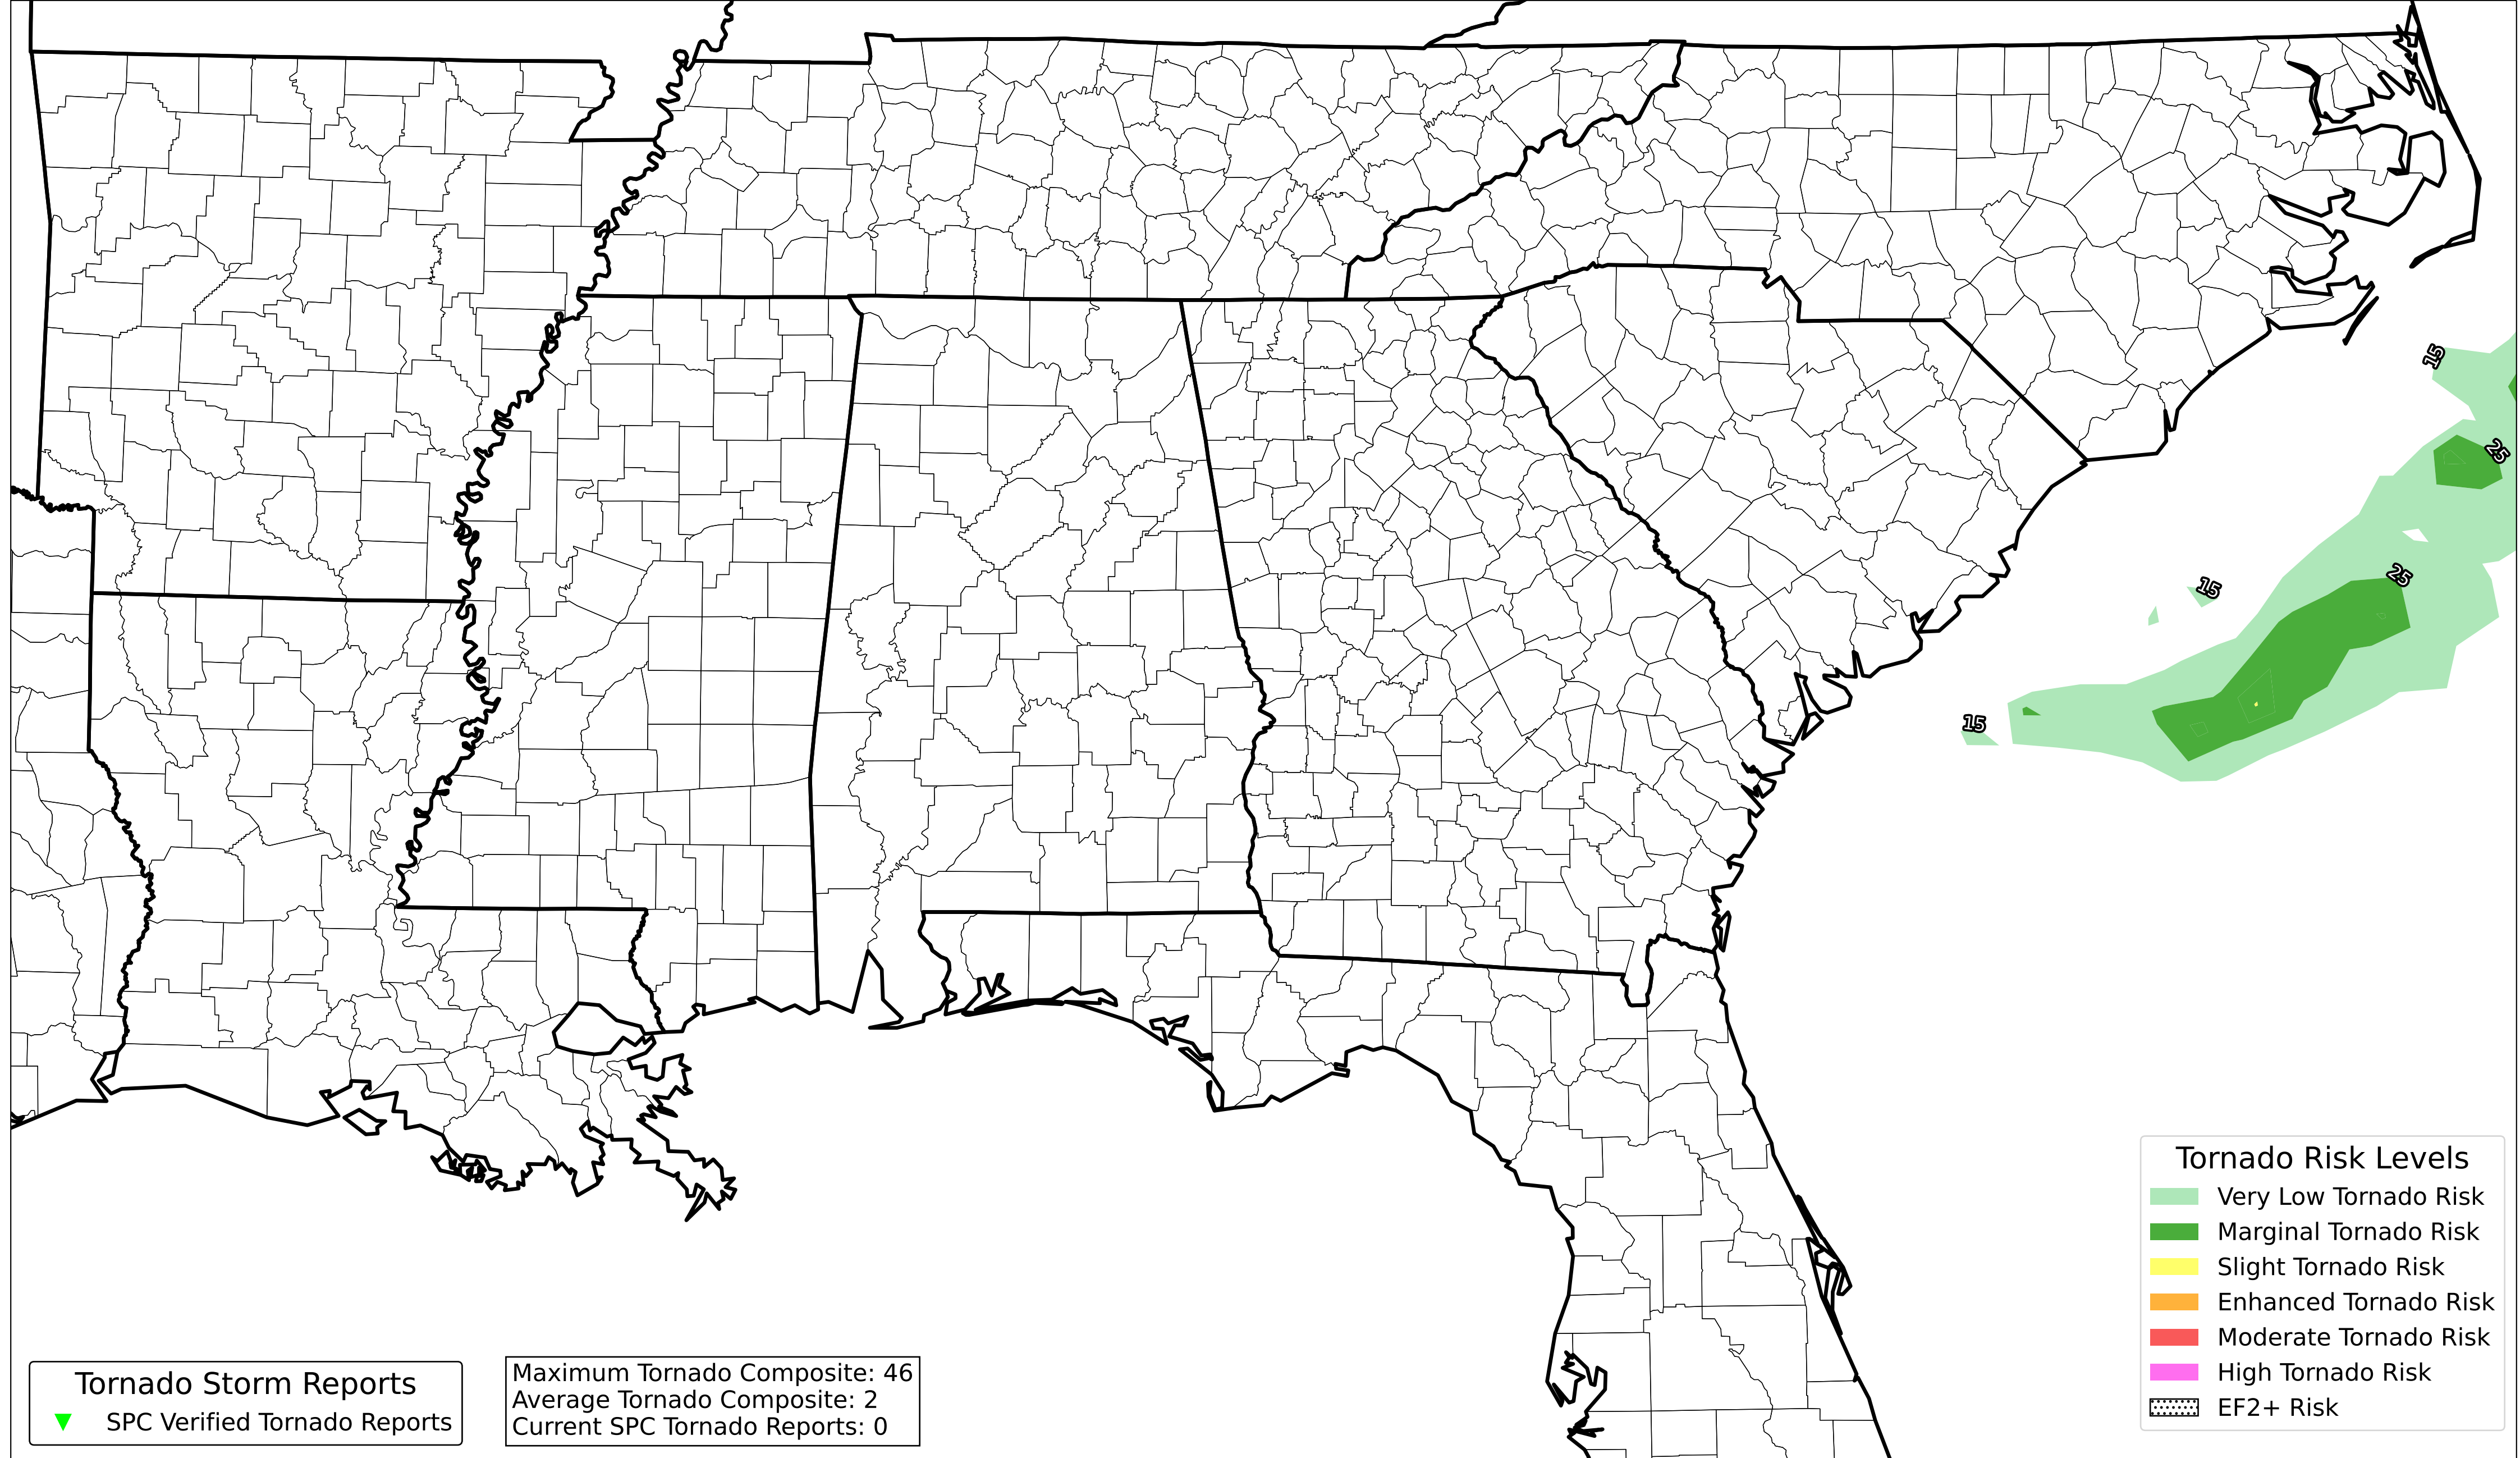 15
25
25
15
15
Tornado Risk Levels
Very Low Tornado Risk
Marginal Tornado Risk
Slight Tornado Risk
Enhanced Tornado Risk
Moderate Tornado Risk
High Tornado Risk
EF2+ Risk
Tornado Storm Reports
SPC Verified Tornado Reports
Maximum Tornado Composite: 46
Average Tornado Composite: 2
Current SPC Tornado Reports: 0